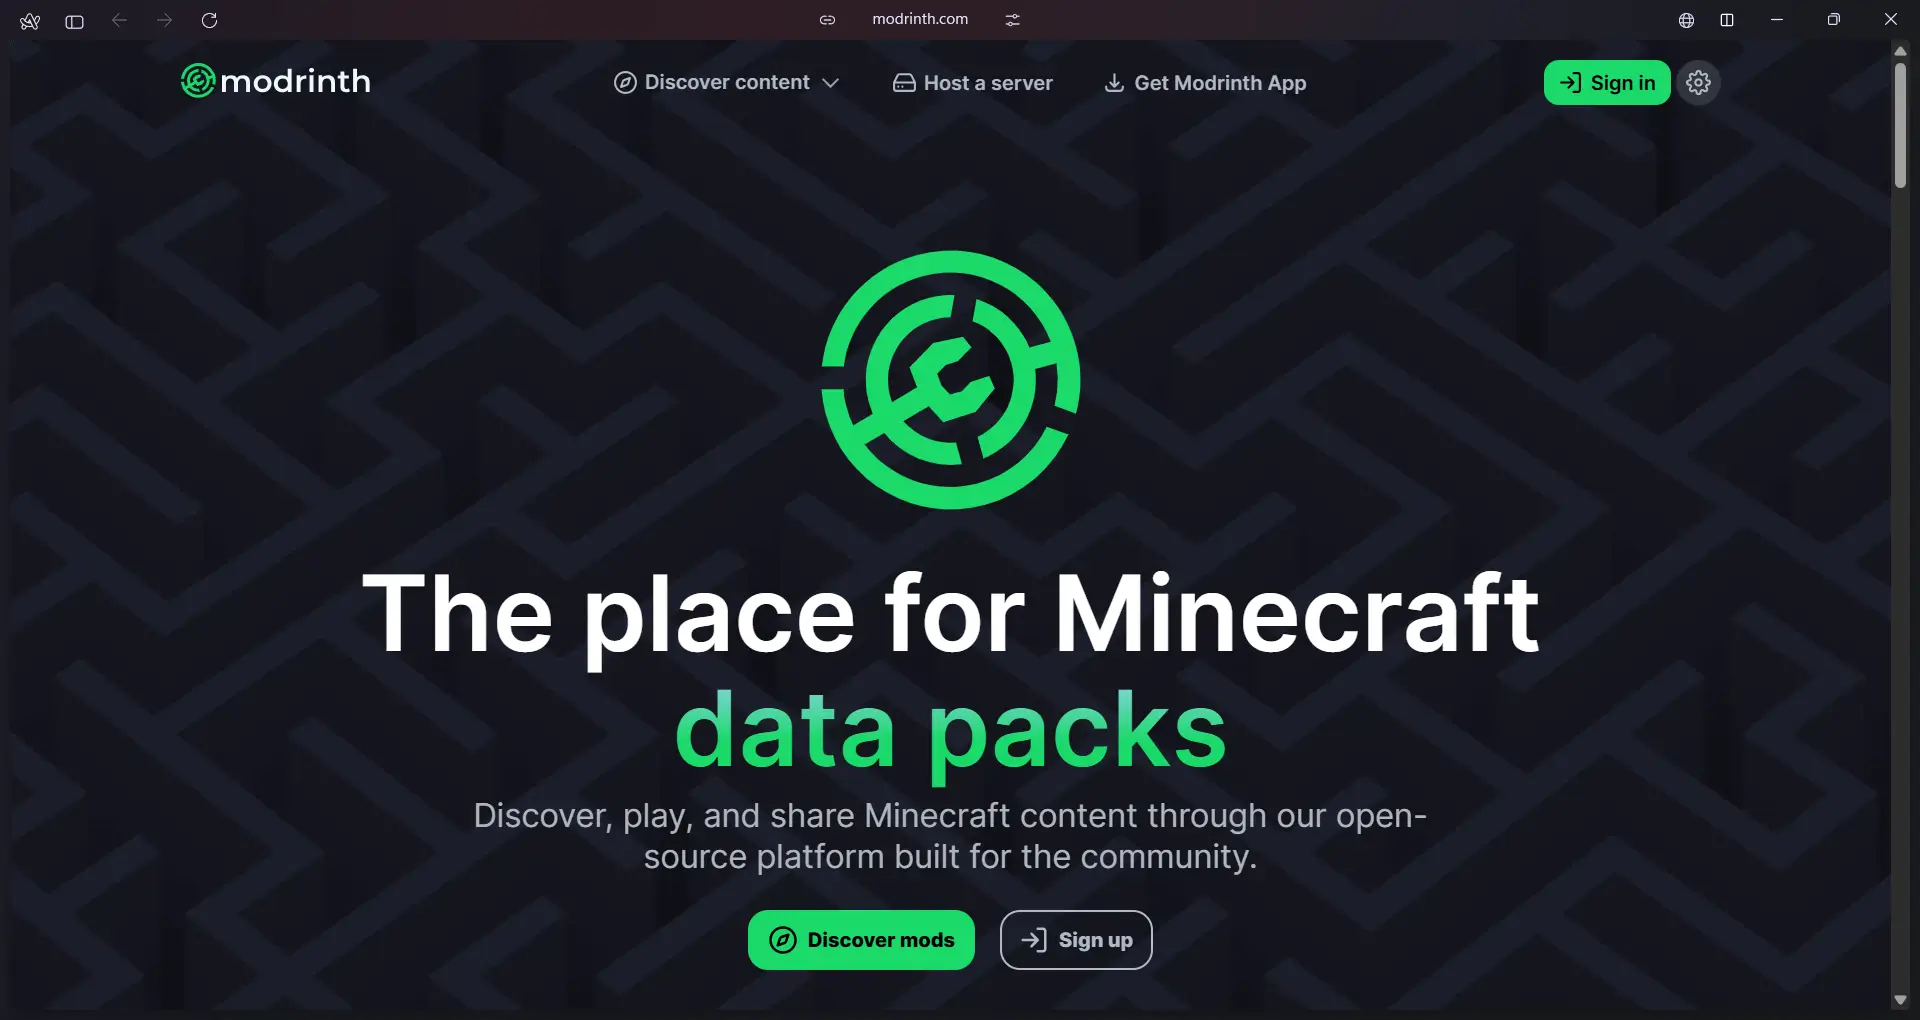 modrinth.com
modrinth
Discover content
Host a server
Get Modrinth App
Sign in
The place for Minecraft
data packs
Discover, play, and share Minecraft content through our open-
source platform built for the community.
Discover mods
Sign up